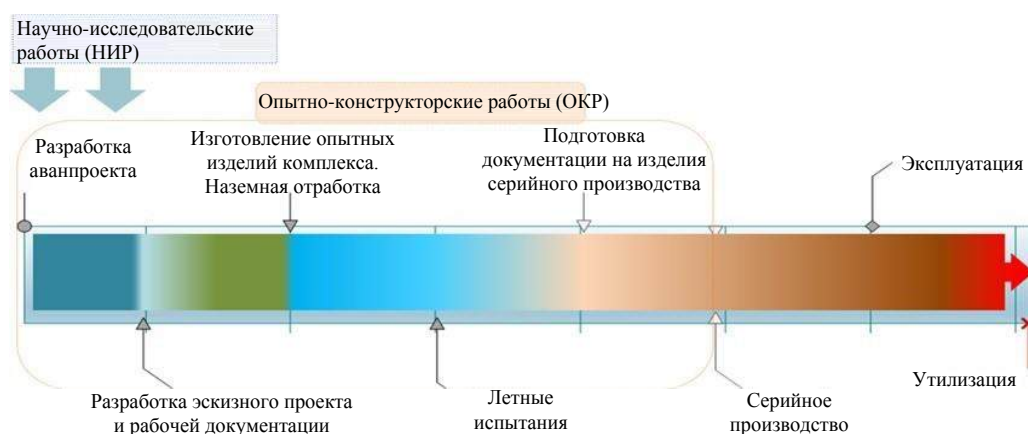 Научно-исследовательские
работы (НИР)
Опытно-конструкторские работы (ОКР)
Разработка
аванпроекта
Изготовление опытных
изделий комплекса.
Наземная отработка
Подготовка
документации на изделия
серийного производства
Эксплуатация
Разработка эскизного проекта
и рабочей документации
Летные
испытания
Серийное
производство
Утилизация